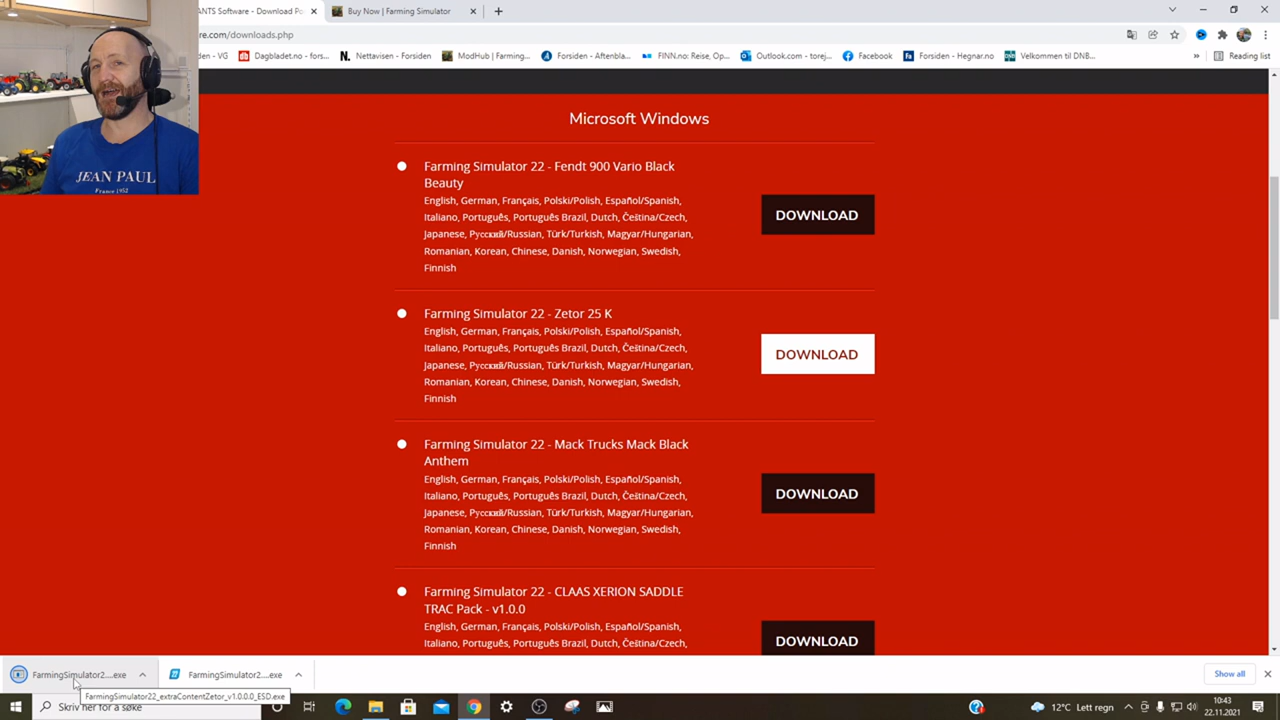 ANTS Software - Download Po
Buy Now | Farming Simulator
re.com/downloads.php
rsiden - VG
Dagbladet.no - fors...
Nettavisen - Forsiden
ModHub | Farming...
Forsiden - Aftenbla...
FINN.no: Reise, Op...
Outlook.com - torej...
Facebook
Forsiden - Hegnar.no
Velkommen til DNB...
»
Reading list
JEAN PAUL
France 1952
Microsoft Windows
Farming Simulator 22 - Fendt 900 Vario Black
Beauty
English, German, Français, Polski/Polish, Español/Spanish,
Italiano, Português, Português Brazil, Dutch, Čeština/Czech,
Japanese, Русский/Russian, Türk/Turkish, Magyar/Hungarian,
Romanian, Korean, Chinese, Danish, Norwegian, Swedish,
Finnish
DOWNLOAD
Farming Simulator 22 - Zetor 25 K
English, German, Français, Polski/Polish, Español/Spanish,
Italiano, Português, Português Brazil, Dutch, Čeština/Czech,
Japanese, Русский/Russian, Türk/Turkish, Magyar/Hungarian,
Romanian, Korean, Chinese, Danish, Norwegian, Swedish,
Finnish
DOWNLOAD
Farming Simulator 22 - Mack Trucks Mack Black
Anthem
English, German, Français, Polski/Polish, Español/Spanish,
Italiano, Português, Português Brazil, Dutch, Čeština/Czech,
Japanese, Русский/Russian, Türk/Turkish, Magyar/Hungarian,
Romanian, Korean, Chinese, Danish, Norwegian, Swedish,
Finnish
DOWNLOAD
Farming Simulator 22 - CLAAS XERION SADDLE
TRAC Pack - v1.0.0
English, German, Français, Polski/Polish, Español/Spanish,
Italiano, Português, Português Brazil, Dutch, Čeština/Czech,
DOWNLOAD
FarmingSimulator2....exe
FarmingSimulator2....exe
Show all
FarmingSimulator22_extraContentZetor_v1.0.0.0_ESD.exe
Skriv her for å søke
12°C Lett regn
10:43
22.11.2021